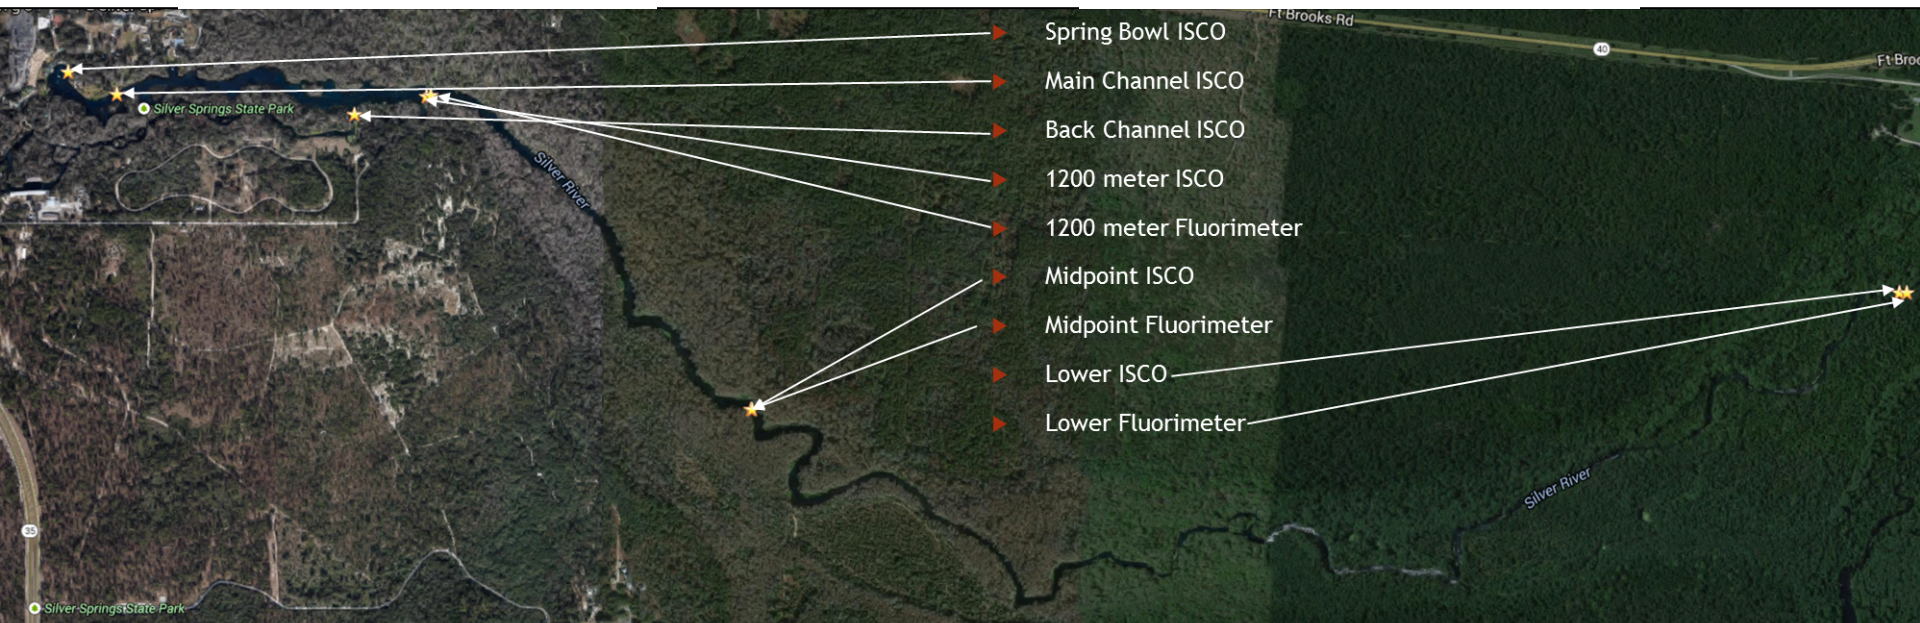 Ft Brooks Rd
Spring Bowl ISCO
40
Ft Broo
Main Channel ISCO
Silver Springs State Park
Back Channel ISCO
Silver River
1200 meter ISCO
1200 meter Fluorimeter
Midpoint ISCO
Midpoint Fluorimeter
Lower ISCO
Lower Fluorimeter
Silver River
35
Silver Springs State Park